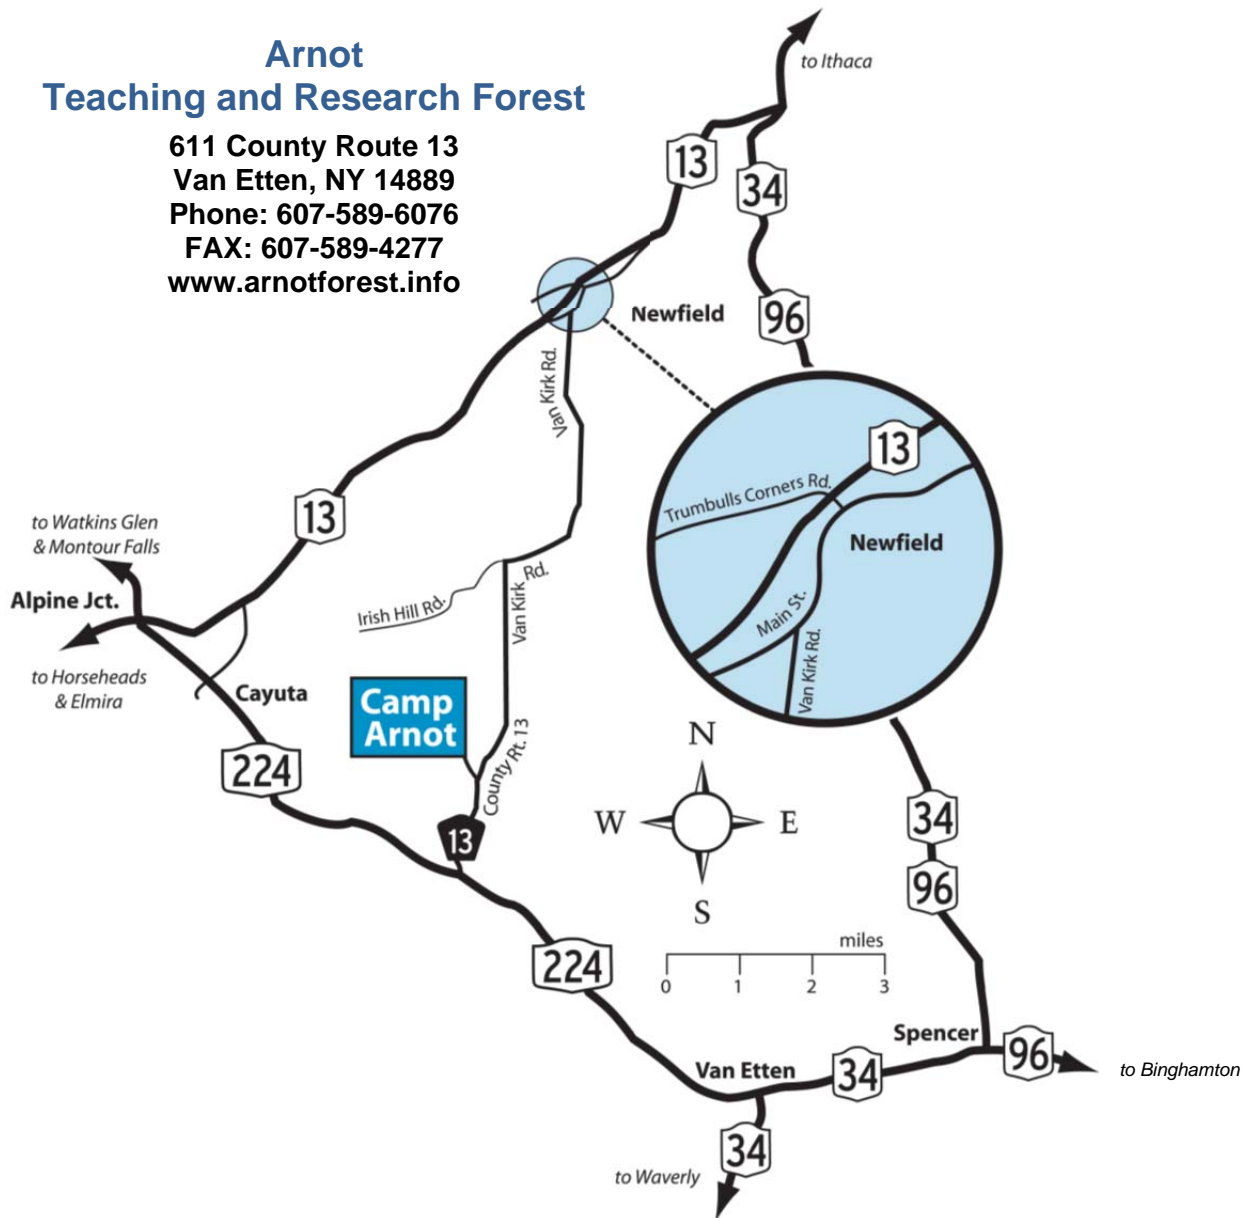 Arnot
Teaching and Research Forest
611 County Route 13
Van Etten, NY 14889
Phone: 607-589-6076
FAX: 607-589-4277
www.arnotforest.info
to Ithaca
13
34
96
Newfield
Van Kirk Rd.
13
Trumbulls Corners Rd.
Newfield
Main St.
Van Kirk Rd.
13
to Watkins Glen
& Montour Falls
Alpine Jct.
to Horseheads
& Elmira
Irish Hill Rd.
Van Kirk Rd.
Cayuta
Camp
Arnot
County Rt. 13
224
13
N
W
E
S
34
96
miles
0 1 2 3
224
Spencer
96
to Binghamton
Van Etten
34
34
to Waverly